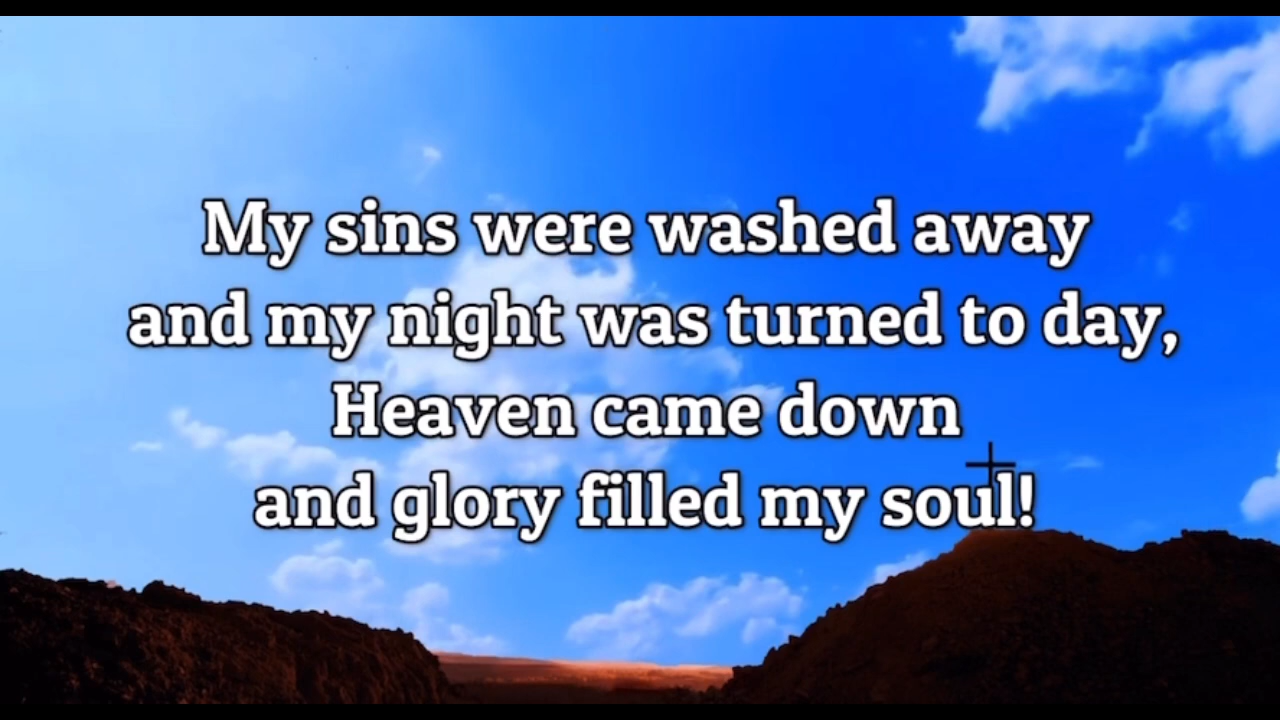 My sins were washed away
and my night was turned to day,
Heaven came down
and glory filled my soul!